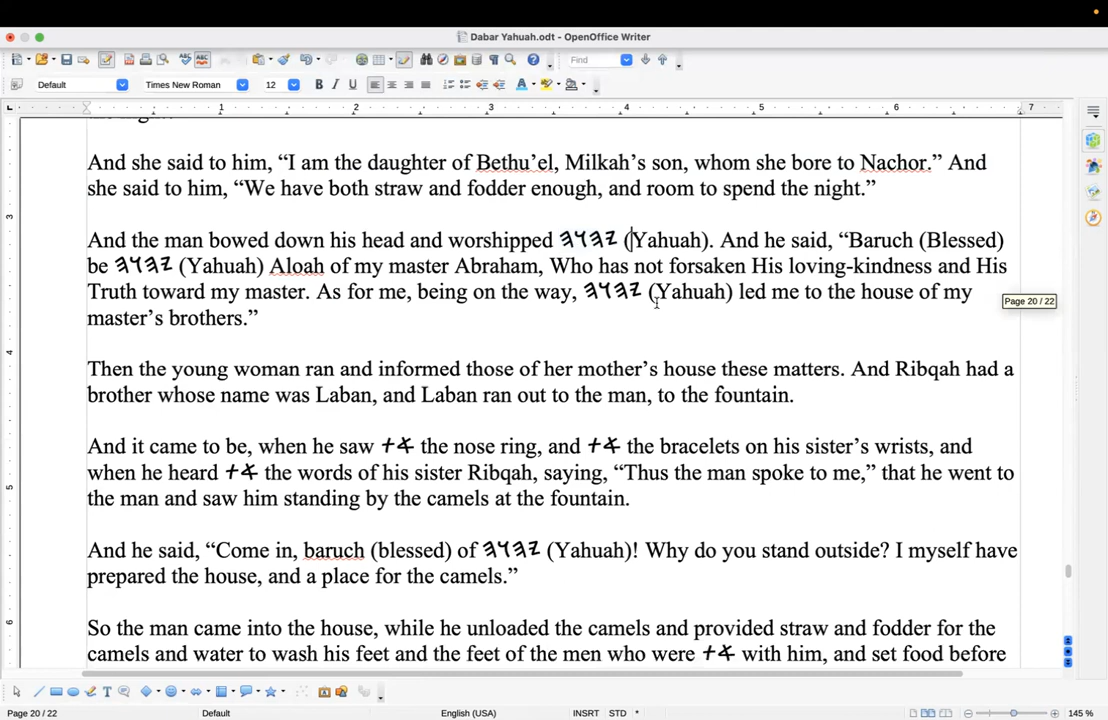 Dabar Yahuah.odt - OpenOffice Writer
Find
Default
Times New Roman
12
B I U
1 2 3 4 5 6 7
And she said to him, “I am the daughter of Bethu’el, Milkah’s son, whom she bore to Nachor.” And
she said to him, “We have both straw and fodder enough, and room to spend the night.”
3
And the man bowed down his head and worshipped 𐤉𐤄𐤅𐤄 (Yahuah). And he said, “Baruch (Blessed)
be 𐤉𐤄𐤅𐤄 (Yahuah) Aloah of my master Abraham, Who has not forsaken His loving-kindness and His
Truth toward my master. As for me, being on the way, 𐤉𐤄𐤅𐤄 (Yahuah) led me to the house of my
Page 20 / 22
master’s brothers.”
4
Then the young woman ran and informed those of her mother’s house these matters. And Ribqah had a
brother whose name was Laban, and Laban ran out to the man, to the fountain.
And it came to be, when he saw 𐤀𐤕 the nose ring, and 𐤀𐤕 the bracelets on his sister’s wrists, and
when he heard 𐤀𐤕 the words of his sister Ribqah, saying, “Thus the man spoke to me,” that he went to
5
the man and saw him standing by the camels at the fountain.
And he said, “Come in, baruch (blessed) of 𐤉𐤄𐤅𐤄 (Yahuah)! Why do you stand outside? I myself have
prepared the house, and a place for the camels.”
6
So the man came into the house, while he unloaded the camels and provided straw and fodder for the
camels and water to wash his feet and the feet of the men who were 𐤀𐤕 with him, and set food before
Page 20 / 22
Default
English (USA)
INSRT
STD
*
145 %